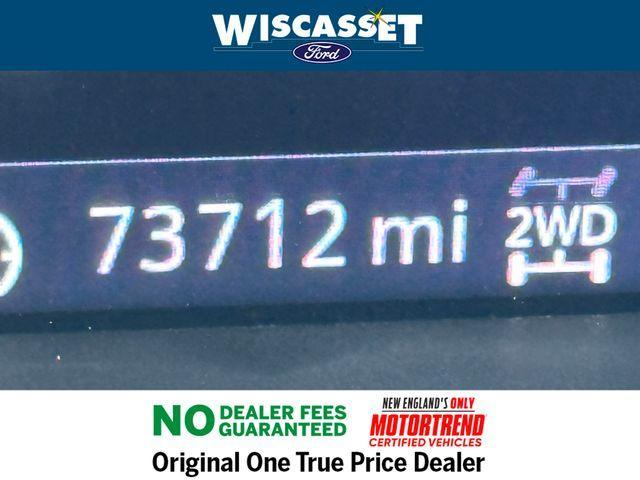 WISCASSET
Ford
73712 mi 2WD
NO DEALER FEES GUARANTEED
NEW ENGLAND'S ONLY
MOTORTREND
CERTIFIED VEHICLES
Original One True Price Dealer